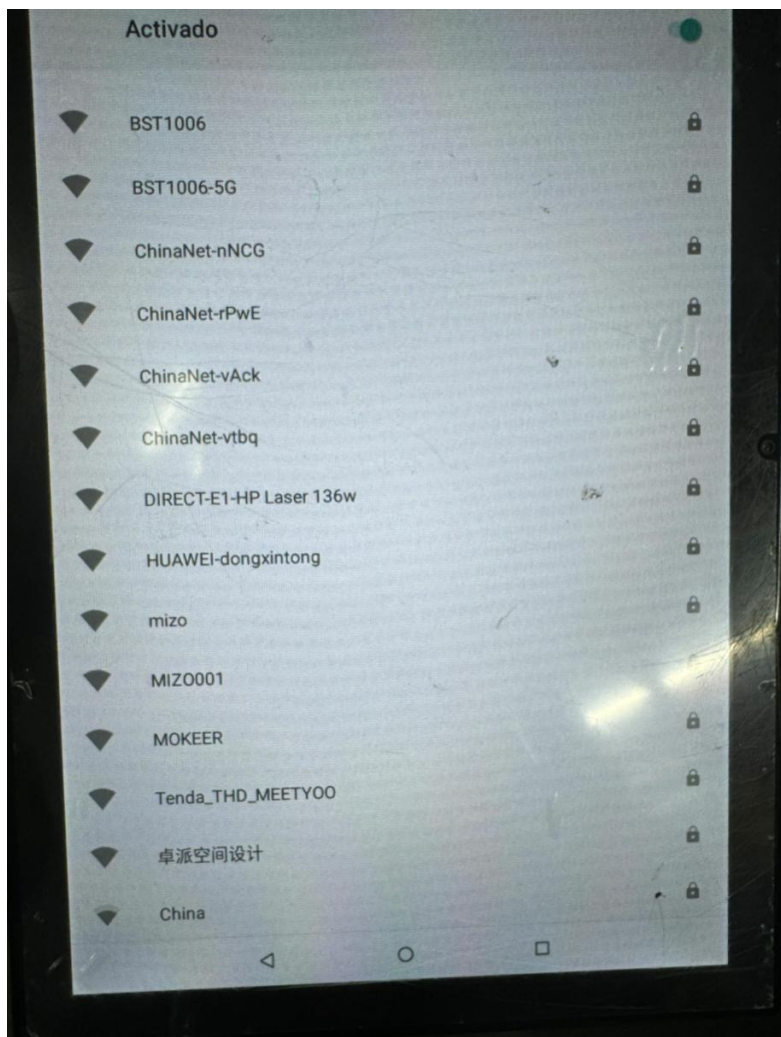 Activado
BST1006
BST1006-5G
ChinaNet-nNCG
ChinaNet-rPwE
ChinaNet-vAck
ChinaNet-vtbq
DIRECT-E1-HP Laser 136w
HUAWEI-dongxintong
mizo
MIZO001
MOKEER
Tenda_THD_MEETYOO
卓派空间设计
China